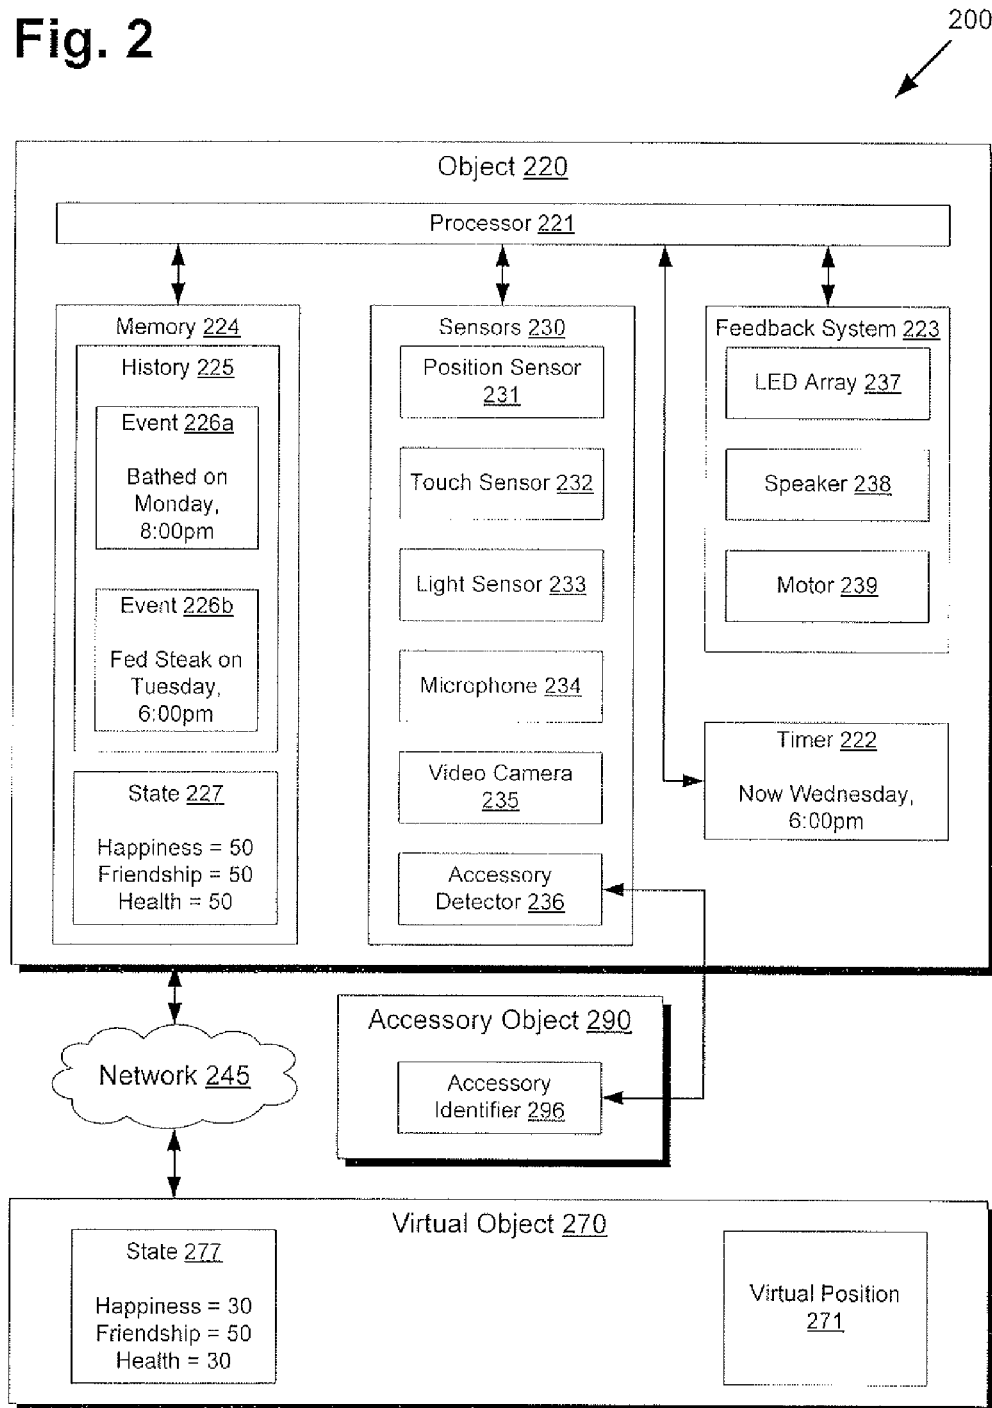 Fig. 2
200
Object 220
Processor 221
Memory 224
History 225
Event 226a
Bathed on
Monday,
8:00pm
Event 226b
Fed Steak on
Tuesday,
6:00pm
State 227
Happiness = 50
Friendship = 50
Health = 50
Sensors 230
Position Sensor
231
Touch Sensor 232
Light Sensor 233
Microphone 234
Video Camera
235
Accessory
Detector 236
Feedback System 223
LED Array 237
Speaker 238
Motor 239
Timer 222
Now Wednesday,
6:00pm
Network 245
Accessory Object 290
Accessory
Identifier 296
Virtual Object 270
State 277
Happiness = 30
Friendship = 50
Health = 30
Virtual Position
271